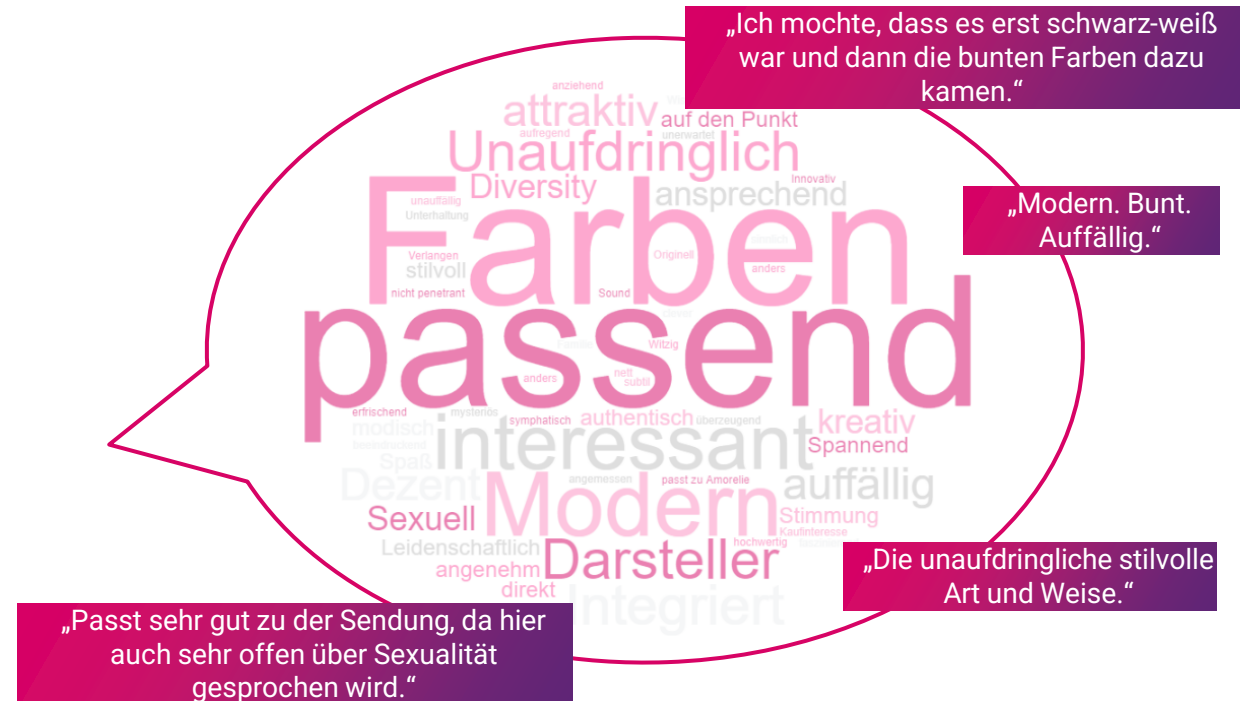 „Ich mochte, dass es erst schwarz-weiß
war und dann die bunten Farben dazu
kamen.“
anziehend
attraktiv
auf den Punkt
aufregend
unerwartet
Unaufdringlich
Diversity
Innovativ
ansprechend
„Modern. Bunt.
Auffällig.“
Farben
unauffällig
Unterhaltung
Verlangen
Originell
stilvoll
anders
nicht penetrant
Sound
passend
Witzig
anders
nett
subtil
erfrischend
mysteriös
symphatisch
authentisch
überzeugend
kreativ
modisch
interessant
Spannend
beeindruckend
Spaß
Dezent
angemessen
passt zu Amorelie
auffällig
Modern
Sexuell
Stimmung
Kaufinteresse
Leidenschaftlich
Darsteller
hochwertig
angenehm
direkt
Integriert
„Die unaufdringliche stilvolle
Art und Weise.“
„Passt sehr gut zu der Sendung, da hier
auch sehr offen über Sexualität
gesprochen wird.“